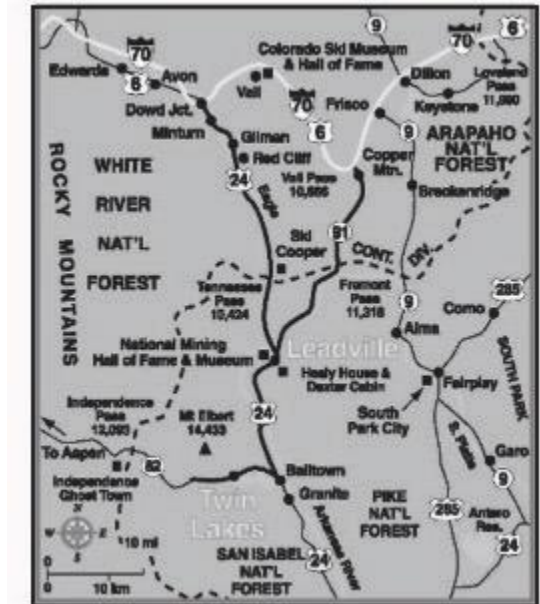 9
70
6
Colorado Ski Museum
& Hall of Fame
70
Edwards
Avon
6
Vail
Dillon
Loveland
Pass
11,990
Dowd Jct.
70
Frisco
Keystone
Minturn
6
9
ARAPAHO
NAT'L
FOREST
Gilman
Red Cliff
Copper
Mtn.
ROCKY MOUNTAINS
WHITE
RIVER
NAT'L
FOREST
24
Eagle
Vail Pass
10,666
Breckenridge
91
Ski
Cooper
CONT. DIV.
Tennessee
Pass
10,424
Fremont
Pass
11,318
9
285
Como
Alma
National Mining
Hall of Fame & Museum
Leadville
Healy House &
Dexter Cabin
SOUTH PARK
Fairplay
Independence
Pass
12,093
Mt Elbert
14,433
24
South
Park City
S. Platte
To Aspen
82
Independence
Ghost Town
Balltown
Garo
9
Twin
Lakes
Granite
PIKE
NAT'L
FOREST
285
Antero
Res.
N
W
E
S
10 mi
0
0
10 km
SAN ISABEL
NAT'L
FOREST
Arkansas River
24
24